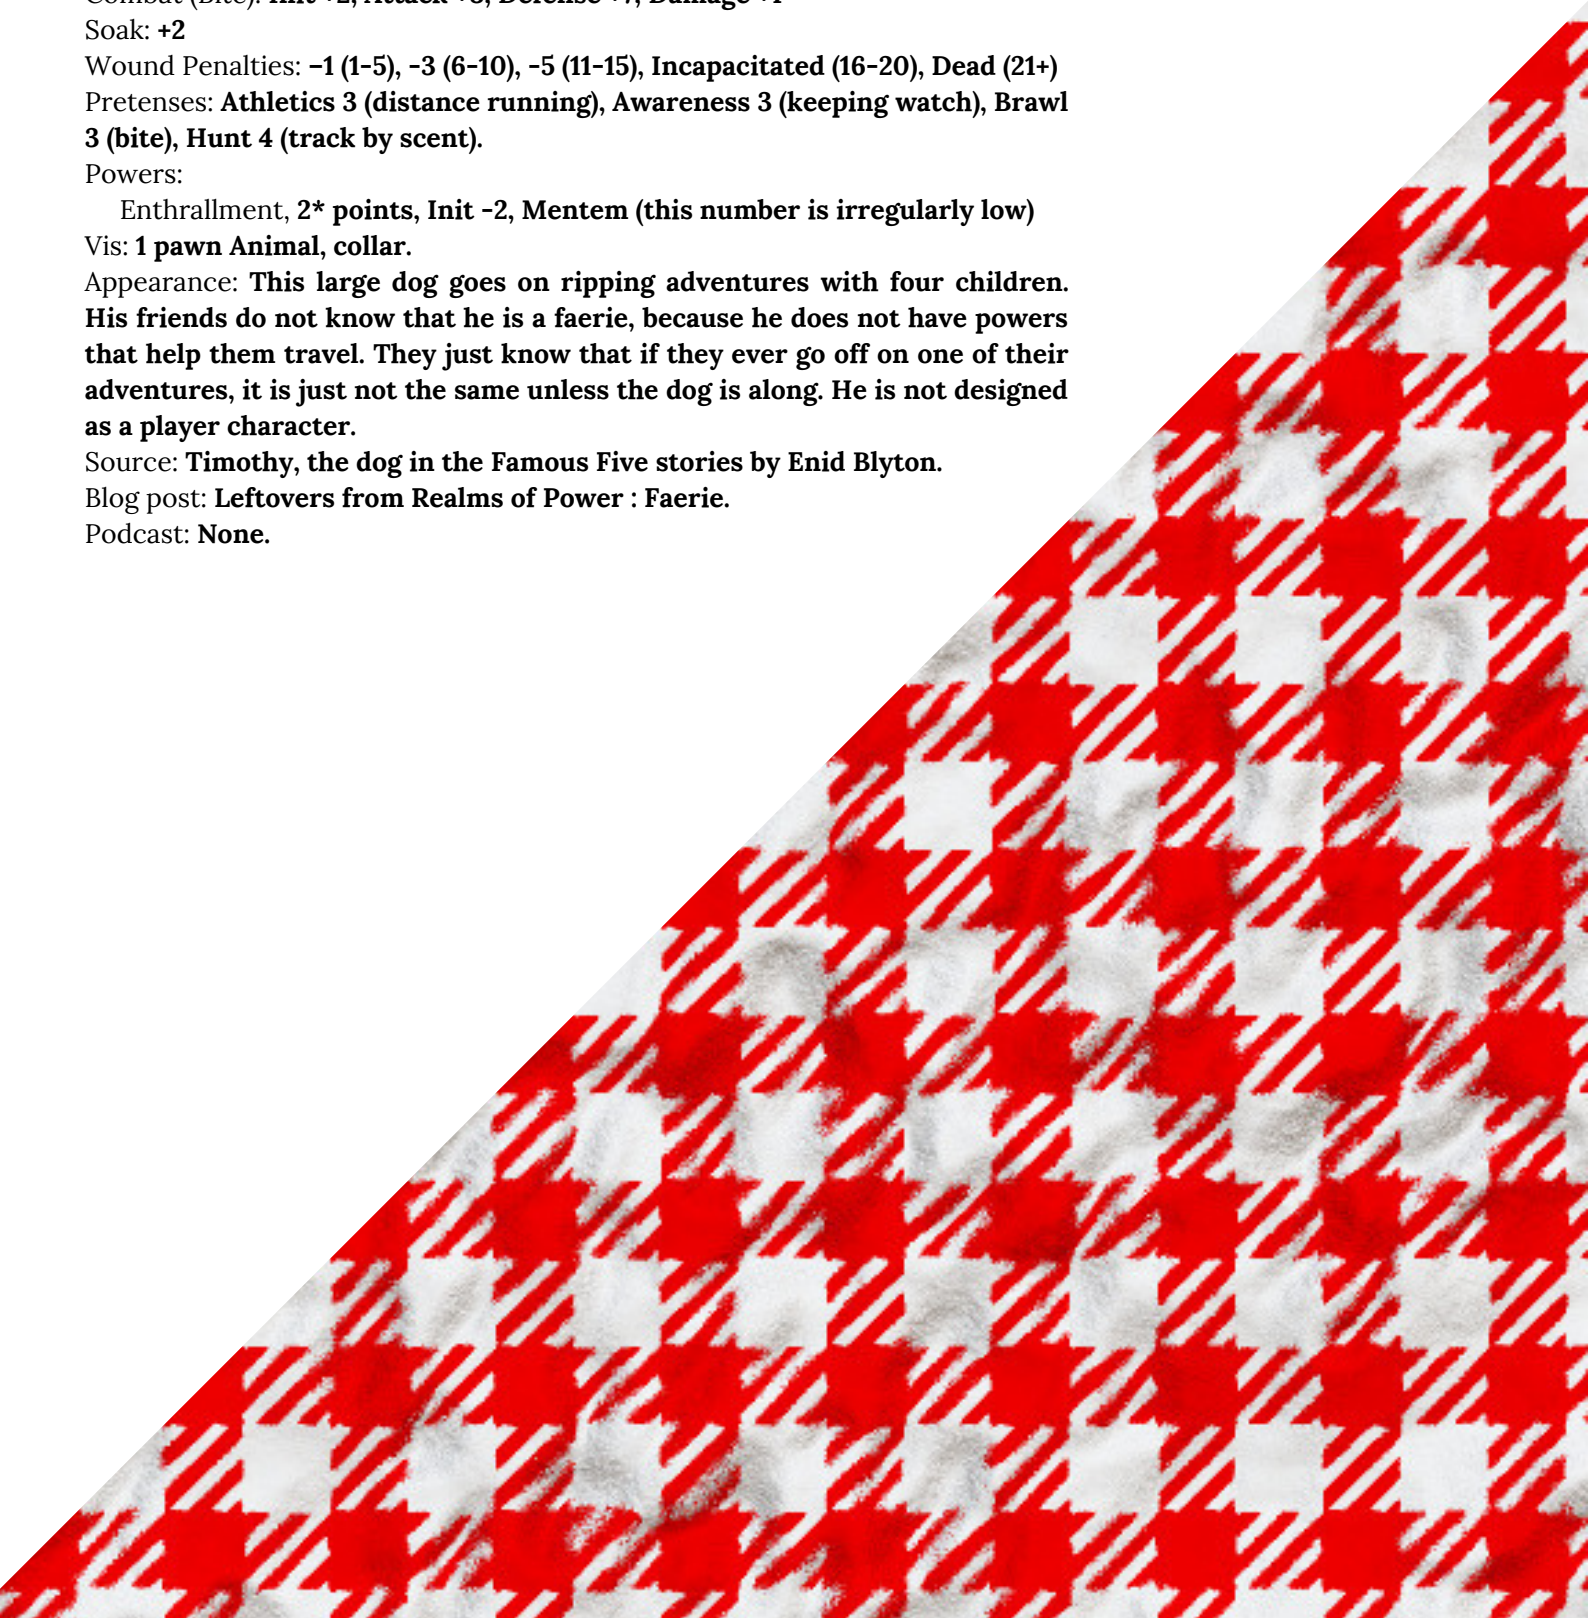 Soak: +2
Wound Penalties: –1 (1-5), -3 (6-10), -5 (11-15), Incapacitated (16-20), Dead (21+)
Pretenses: Athletics 3 (distance running), Awareness 3 (keeping watch), Brawl
3 (bite), Hunt 4 (track by scent).
Powers:
Enthrallment, 2* points, Init -2, Mentem (this number is irregularly low)
Vis: 1 pawn Animal, collar.
Appearance: This large dog goes on ripping adventures with four children.
His friends do not know that he is a faerie, because he does not have powers
that help them travel. They just know that if they ever go off on one of their
adventures, it is just not the same unless the dog is along. He is not designed
as a player character.
Source: Timothy, the dog in the Famous Five stories by Enid Blyton.
Blog post: Leftovers from Realms of Power : Faerie.
Podcast: None.